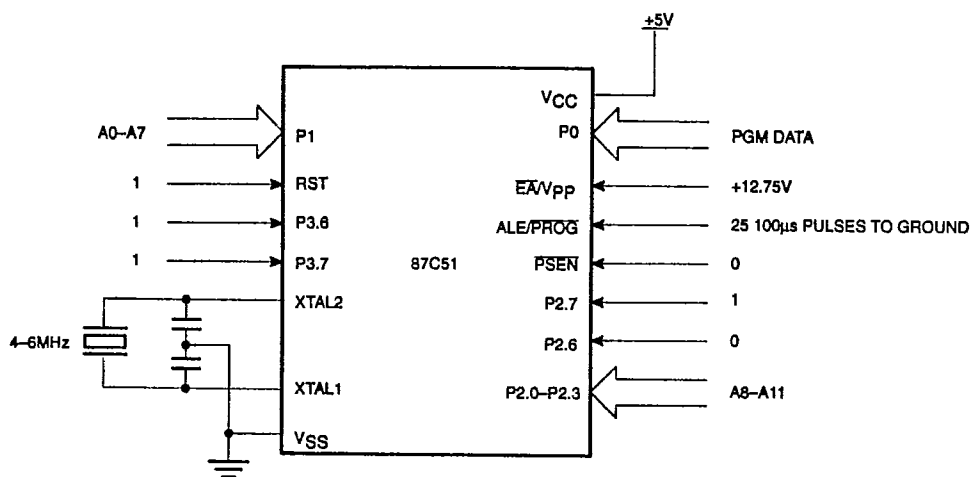 +5V
VCC
A0–A7
P1
P0
PGM DATA
1
RST
EA/VPP
+12.75V
1
P3.6
ALE/PROG
25 100µs PULSES TO GROUND
1
P3.7
87C51
PSEN
0
XTAL2
P2.7
1
4–6MHz
P2.6
0
XTAL1
P2.0–P2.3
A8–A11
VSS